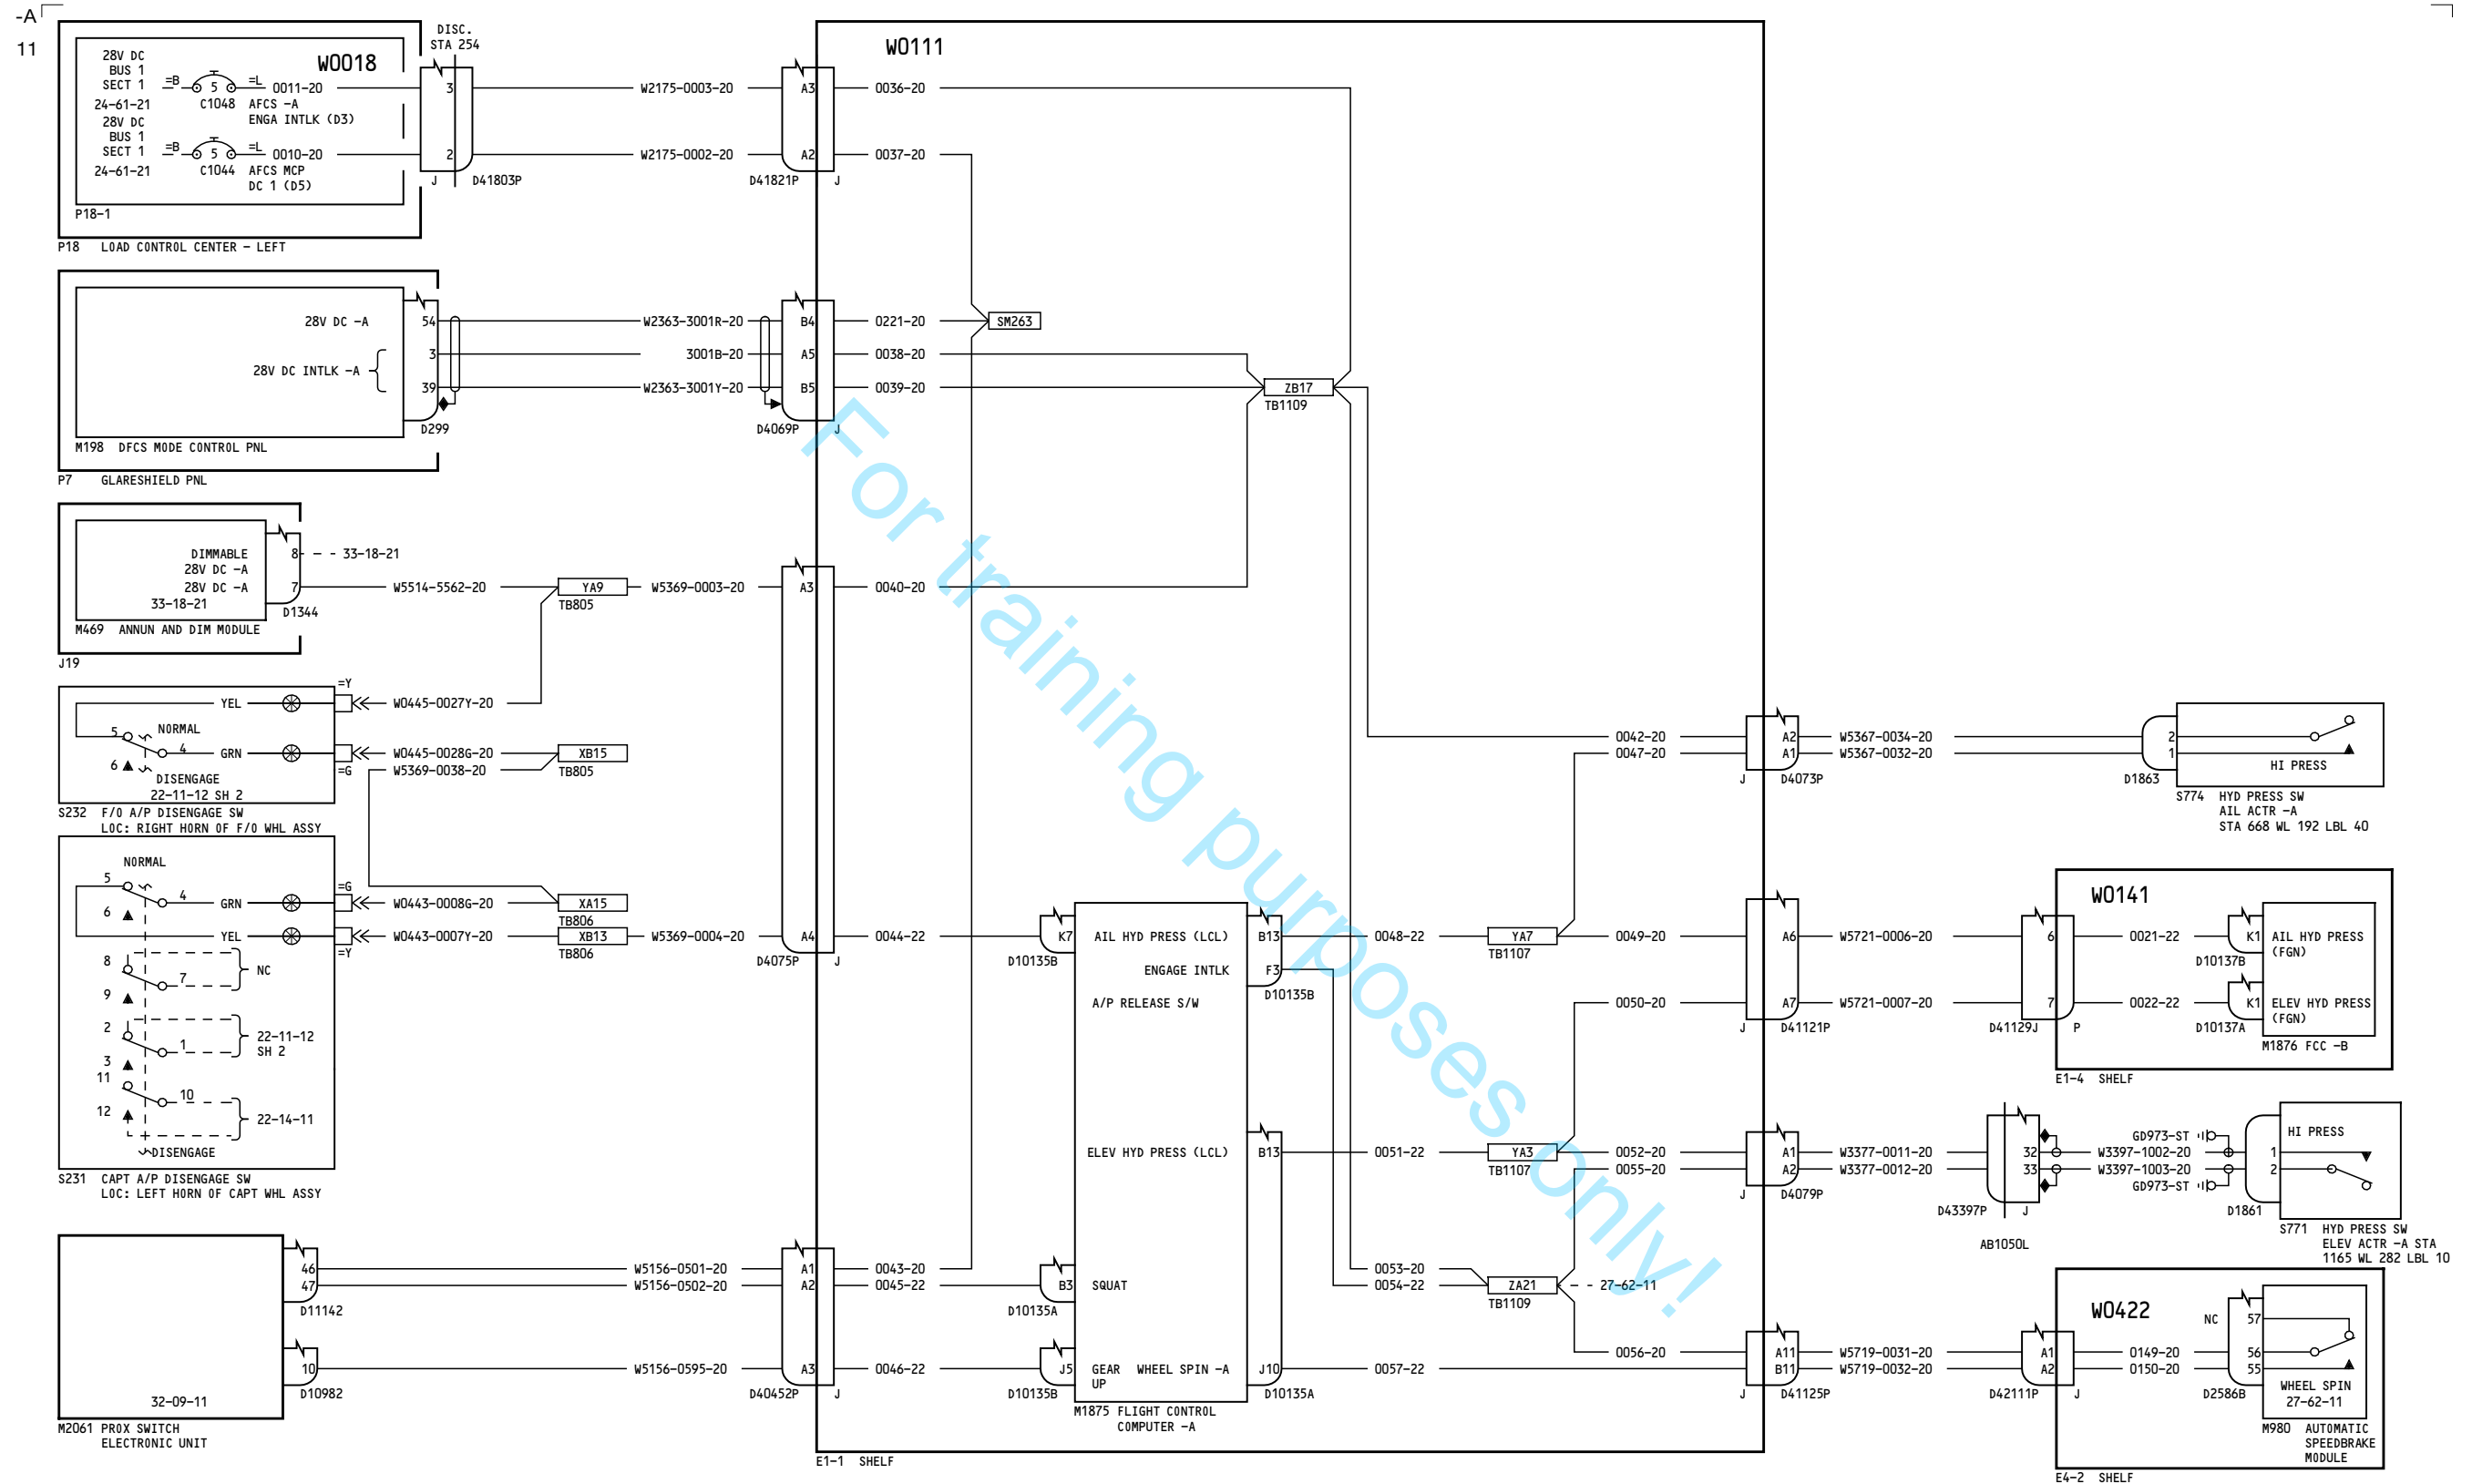 -A
11
W0018
28V DC
BUS 1
SECT 1
24-61-21
=B
5
=L
0011-20
C1048 AFCS -A
ENGA INTLK (D3)
28V DC
BUS 1
SECT 1
24-61-21
=B
5
=L
0010-20
C1044 AFCS MCP
DC 1 (D5)
P18-1
P18 LOAD CONTROL CENTER - LEFT
DISC.
STA 254
3
2
J
D41803P
W2175-0003-20
W2175-0002-20
A3
A2
D41821P
J
W0111
0036-20
0037-20
28V DC -A
28V DC INTLK -A
54
3
39
D299
M198 DFCS MODE CONTROL PNL
P7 GLARESHIELD PNL
W2363-3001R-20
3001B-20
W2363-3001Y-20
B4
A5
B5
D4069P
J
0221-20
0038-20
0039-20
SM263
ZB17
TB1109
DIMMABLE
28V DC -A
28V DC -A
33-18-21
8
7
33-18-21
D1344
M469 ANNUN AND DIM MODULE
J19
W5514-5562-20
YA9
TB805
W5369-0003-20
A3
0040-20
=Y
YEL
W0445-0027Y-20
5
NORMAL
4
GRN
W0445-0028G-20
XB15
TB805
6
=G
W5369-0038-20
DISENGAGE
22-11-12 SH 2
S232 F/O A/P DISENGAGE SW
LOC: RIGHT HORN OF F/O WHL ASSY
NORMAL
5
4
=G
GRN
W0443-0008G-20
XA15
TB806
6
YEL
=Y
W0443-0007Y-20
XB13
TB806
W5369-0004-20
A4
D4075P
J
0044-22
8
7
NC
9
2
1
22-11-12
SH 2
3
11
10
22-14-11
12
DISENGAGE
S231 CAPT A/P DISENGAGE SW
LOC: LEFT HORN OF CAPT WHL ASSY
46
47
D11142
10
D10982
32-09-11
M2061 PROX SWITCH
ELECTRONIC UNIT
W5156-0501-20
W5156-0502-20
W5156-0595-20
A1
A2
A3
D40452P
J
0043-20
0045-22
0046-22
K7
D10135B
B3
D10135A
J5
D10135B
AIL HYD PRESS (LCL)
ENGAGE INTLK
A/P RELEASE S/W
ELEV HYD PRESS (LCL)
SQUAT
GEAR
UP
WHEEL SPIN -A
M1875 FLIGHT CONTROL
COMPUTER -A
B13
F3
D10135B
B13
J10
D10135A
0048-22
YA7
TB1107
0051-22
YA3
TB1107
0053-20
0054-22
ZA21
TB1109
27-62-11
0057-22
E1-1 SHELF
0042-20
0047-20
0049-20
0050-20
0052-20
0055-20
0056-20
A2
A1
J
D4073P
W5367-0034-20
W5367-0032-20
2
1
D1863
HI PRESS
S774 HYD PRESS SW
AIL ACTR -A
STA 668 WL 192 LBL 40
A6
A7
J
D41121P
W5721-0006-20
W5721-0007-20
6
7
D41129J
P
W0141
0021-22
0022-22
K1
D10137B
K1
D10137A
AIL HYD PRESS
(FGN)
ELEV HYD PRESS
(FGN)
M1876 FCC -B
E1-4 SHELF
A1
A2
J
D4079P
W3377-0011-20
W3377-0012-20
32
33
D43397P
J
AB1050L
GD973-ST
W3397-1002-20
W3397-1003-20
GD973-ST
1
2
D1861
HI PRESS
S771 HYD PRESS SW
ELEV ACTR -A STA
1165 WL 282 LBL 10
A11
B11
J
D41125P
W5719-0031-20
W5719-0032-20
A1
A2
D42111P
J
W0422
0149-20
0150-20
NC
57
56
55
D2586B
WHEEL SPIN
27-62-11
M980 AUTOMATIC
SPEEDBRAKE
MODULE
E4-2 SHELF
For training purposes only!